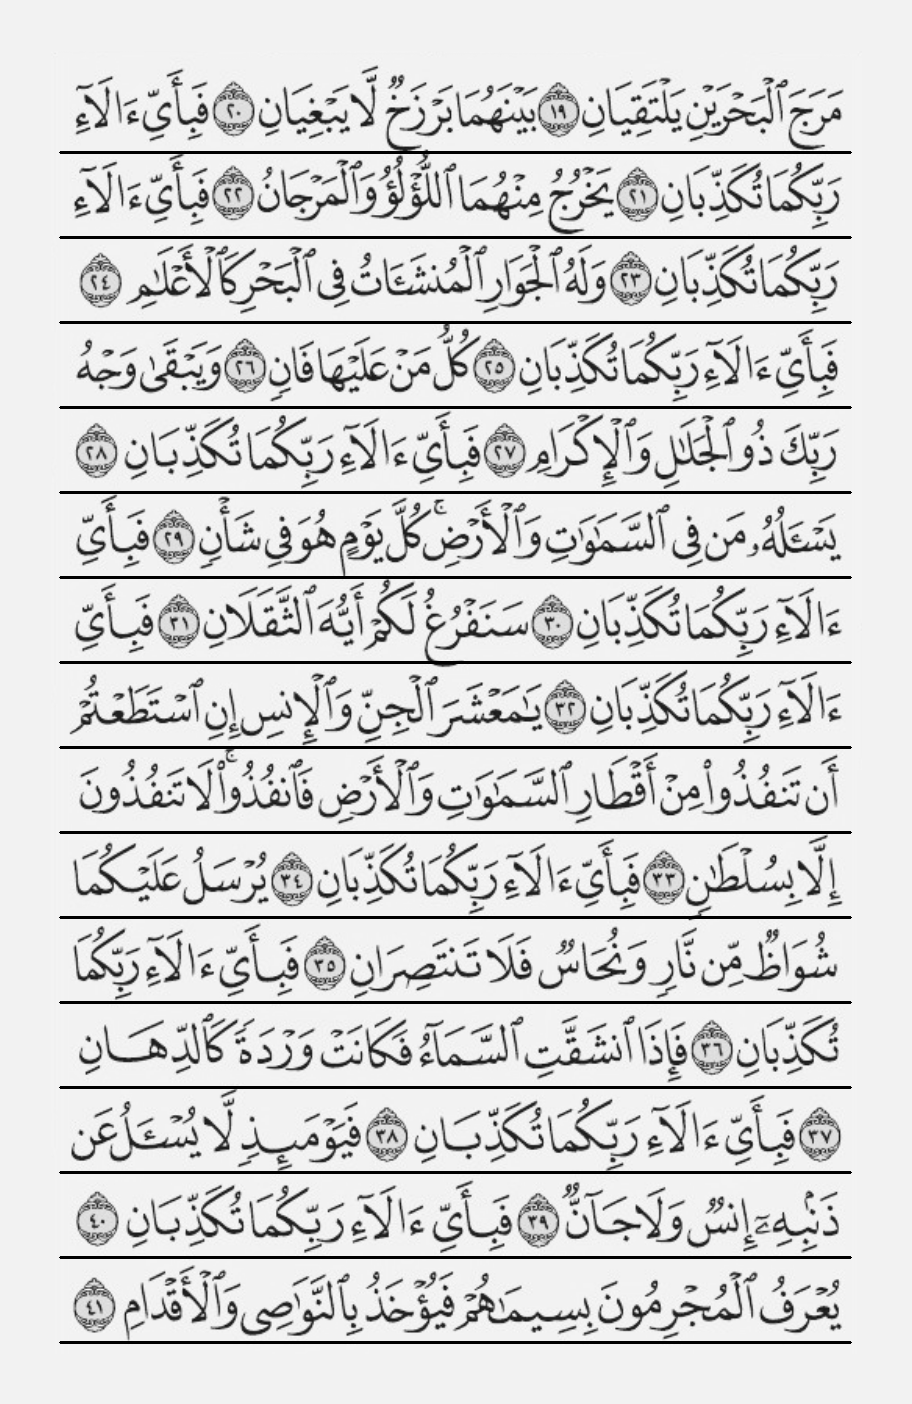 مَرَجَ ٱلْبَحْرَيْنِ يَلْتَقِيَانِ ١٩ بَيْنَهُمَا بَرْزَخٌ لَّا يَبْغِيَانِ ٢٠ فَبِأَىِّ ءَالَآءِ
رَبِّكُمَا تُكَذِّبَانِ ٢١ يَخْرُجُ مِنْهُمَا ٱللُّؤْلُؤُ وَٱلْمَرْجَانُ ٢٢ فَبِأَىِّ ءَالَآءِ
رَبِّكُمَا تُكَذِّبَانِ ٢٣ وَلَهُ ٱلْجَوَارِ ٱلْمُنشَـَٔاتُ فِى ٱلْبَحْرِ كَٱلْأَعْلَـٰمِ ٢٤
فَبِأَىِّ ءَالَآءِ رَبِّكُمَا تُكَذِّبَانِ ٢٥ كُلُّ مَنْ عَلَيْهَا فَانٍ ٢٦ وَيَبْقَىٰ وَجْهُ
رَبِّكَ ذُو ٱلْجَلَـٰلِ وَٱلْإِكْرَامِ ٢٧ فَبِأَىِّ ءَالَآءِ رَبِّكُمَا تُكَذِّبَانِ ٢٨
يَسْـَٔلُهُۥ مَن فِى ٱلسَّمَـٰوَٰتِ وَٱلْأَرْضِ ۚ كُلَّ يَوْمٍ هُوَ فِى شَأْنٍ ٢٩ فَبِأَىِّ
ءَالَآءِ رَبِّكُمَا تُكَذِّبَانِ ٣٠ سَنَفْرُغُ لَكُمْ أَيُّهَ ٱلثَّقَلَانِ ٣١ فَبِأَىِّ
ءَالَآءِ رَبِّكُمَا تُكَذِّبَانِ ٣٢ يَـٰمَعْشَرَ ٱلْجِنِّ وَٱلْإِنسِ إِنِ ٱسْتَطَعْتُمْ
أَن تَنفُذُوا۟ مِنْ أَقْطَارِ ٱلسَّمَـٰوَٰتِ وَٱلْأَرْضِ فَٱنفُذُوا۟ ۚ لَا تَنفُذُونَ
إِلَّا بِسُلْطَـٰنٍ ٣٣ فَبِأَىِّ ءَالَآءِ رَبِّكُمَا تُكَذِّبَانِ ٣٤ يُرْسَلُ عَلَيْكُمَا
شُوَاظٌ مِّن نَّارٍ وَنُحَاسٌ فَلَا تَنتَصِرَانِ ٣٥ فَبِأَىِّ ءَالَآءِ رَبِّكُمَا
تُكَذِّبَانِ ٣٦ فَإِذَا ٱنشَقَّتِ ٱلسَّمَآءُ فَكَانَتْ وَرْدَةً كَٱلدِّهَانِ
٣٧ فَبِأَىِّ ءَالَآءِ رَبِّكُمَا تُكَذِّبَانِ ٣٨ فَيَوْمَئِذٍ لَّا يُسْـَٔلُ عَن
ذَنۢبِهِۦٓ إِنسٌ وَلَا جَآنٌّ ٣٩ فَبِأَىِّ ءَالَآءِ رَبِّكُمَا تُكَذِّبَانِ ٤٠
يُعْرَفُ ٱلْمُجْرِمُونَ بِسِيمَـٰهُمْ فَيُؤْخَذُ بِٱلنَّوَٰصِى وَٱلْأَقْدَامِ ٤١